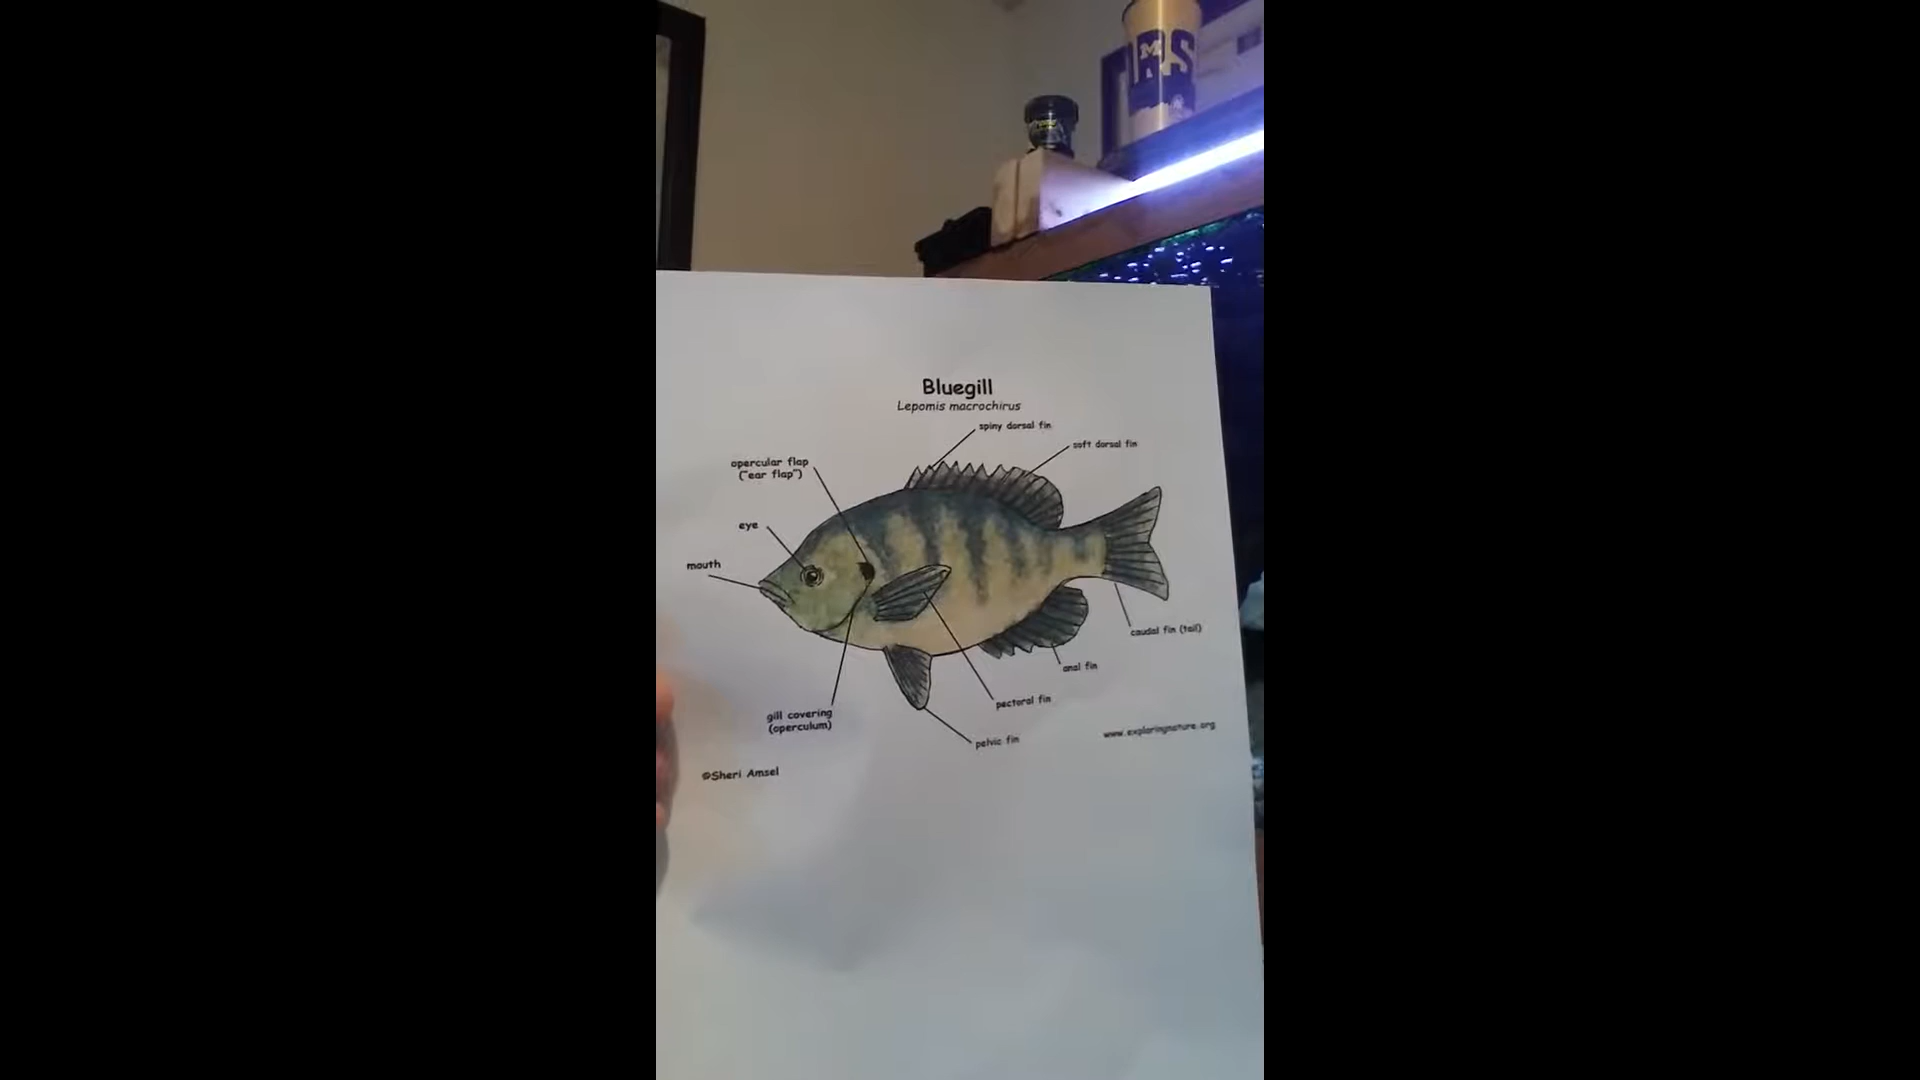 Bluegill
Lepomis macrochirus
spiny dorsal fin
soft dorsal fin
opercular flap
("ear flap")
eye
mouth
caudal fin (tail)
anal fin
pectoral fin
gill covering
(operculum)
pelvic fin
www.exploringnature.org
©Sheri Amsel
M